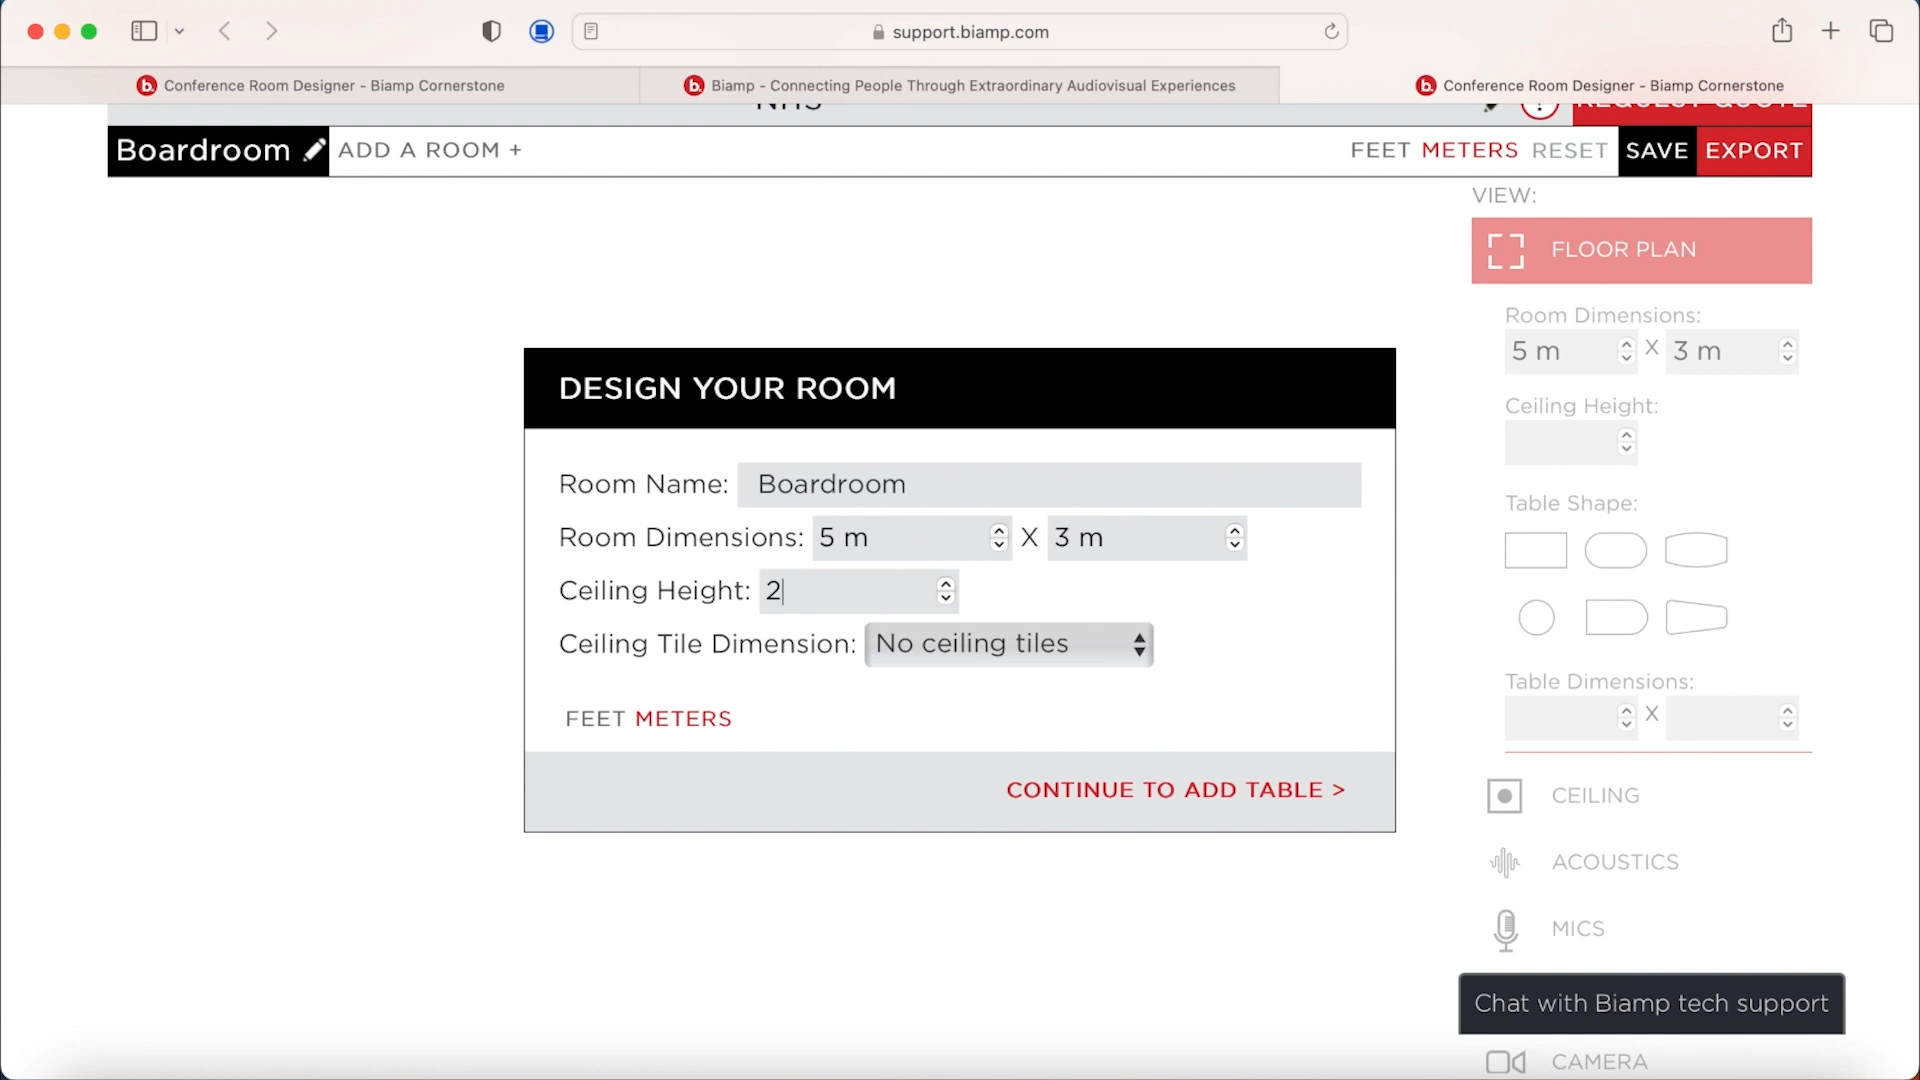 support.biamp.com
Conference Room Designer - Biamp Cornerstone
Biamp - Connecting People Through Extraordinary Audiovisual Experiences
Conference Room Designer - Biamp Cornerstone
NHS
REQUEST QUOTE
Boardroom
ADD A ROOM +
FEET METERS RESET SAVE EXPORT
VIEW:
FLOOR PLAN
Room Dimensions:
5 m X 3 m
Ceiling Height:
Table Shape:
Table Dimensions:
X
CEILING
ACOUSTICS
MICS
Chat with Biamp tech support
CAMERA
DESIGN YOUR ROOM
Room Name: Boardroom
Room Dimensions: 5 m X 3 m
Ceiling Height: 2
Ceiling Tile Dimension: No ceiling tiles
FEET METERS
CONTINUE TO ADD TABLE >